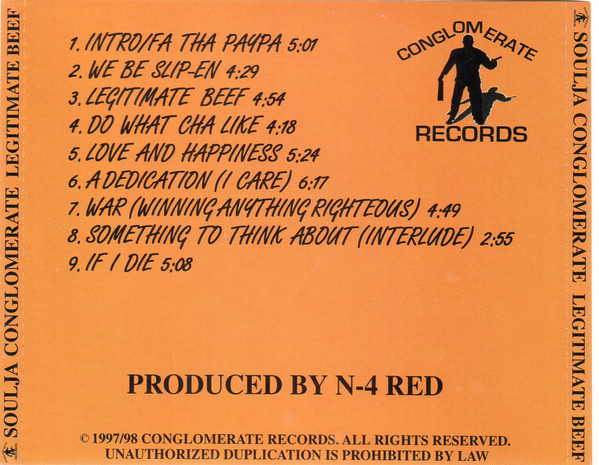 SOULJA CONGLOMERATE LEGITIMATE BEEF
1. INTRO/FA THA PAYPA 5:01
2. WE BE SLIP-EN 4:29
3. LEGITIMATE BEEF 4:54
4. DO WHAT CHA LIKE 4:18
5. LOVE AND HAPPINESS 5:24
6. A DEDICATION (I CARE) 6:17
7. WAR (WINNING ANYTHING RIGHTEOUS) 4:49
8. SOMETHING TO THINK ABOUT (INTERLUDE) 2:55
9. IF I DIE 5:08
CONGLOMERATE
RECORDS
PRODUCED BY N-4 RED
© 1997/98 CONGLOMERATE RECORDS. ALL RIGHTS RESERVED.
UNAUTHORIZED DUPLICATION IS PROHIBITED BY LAW
SOULJA CONGLOMERATE LEGITIMATE BEEF